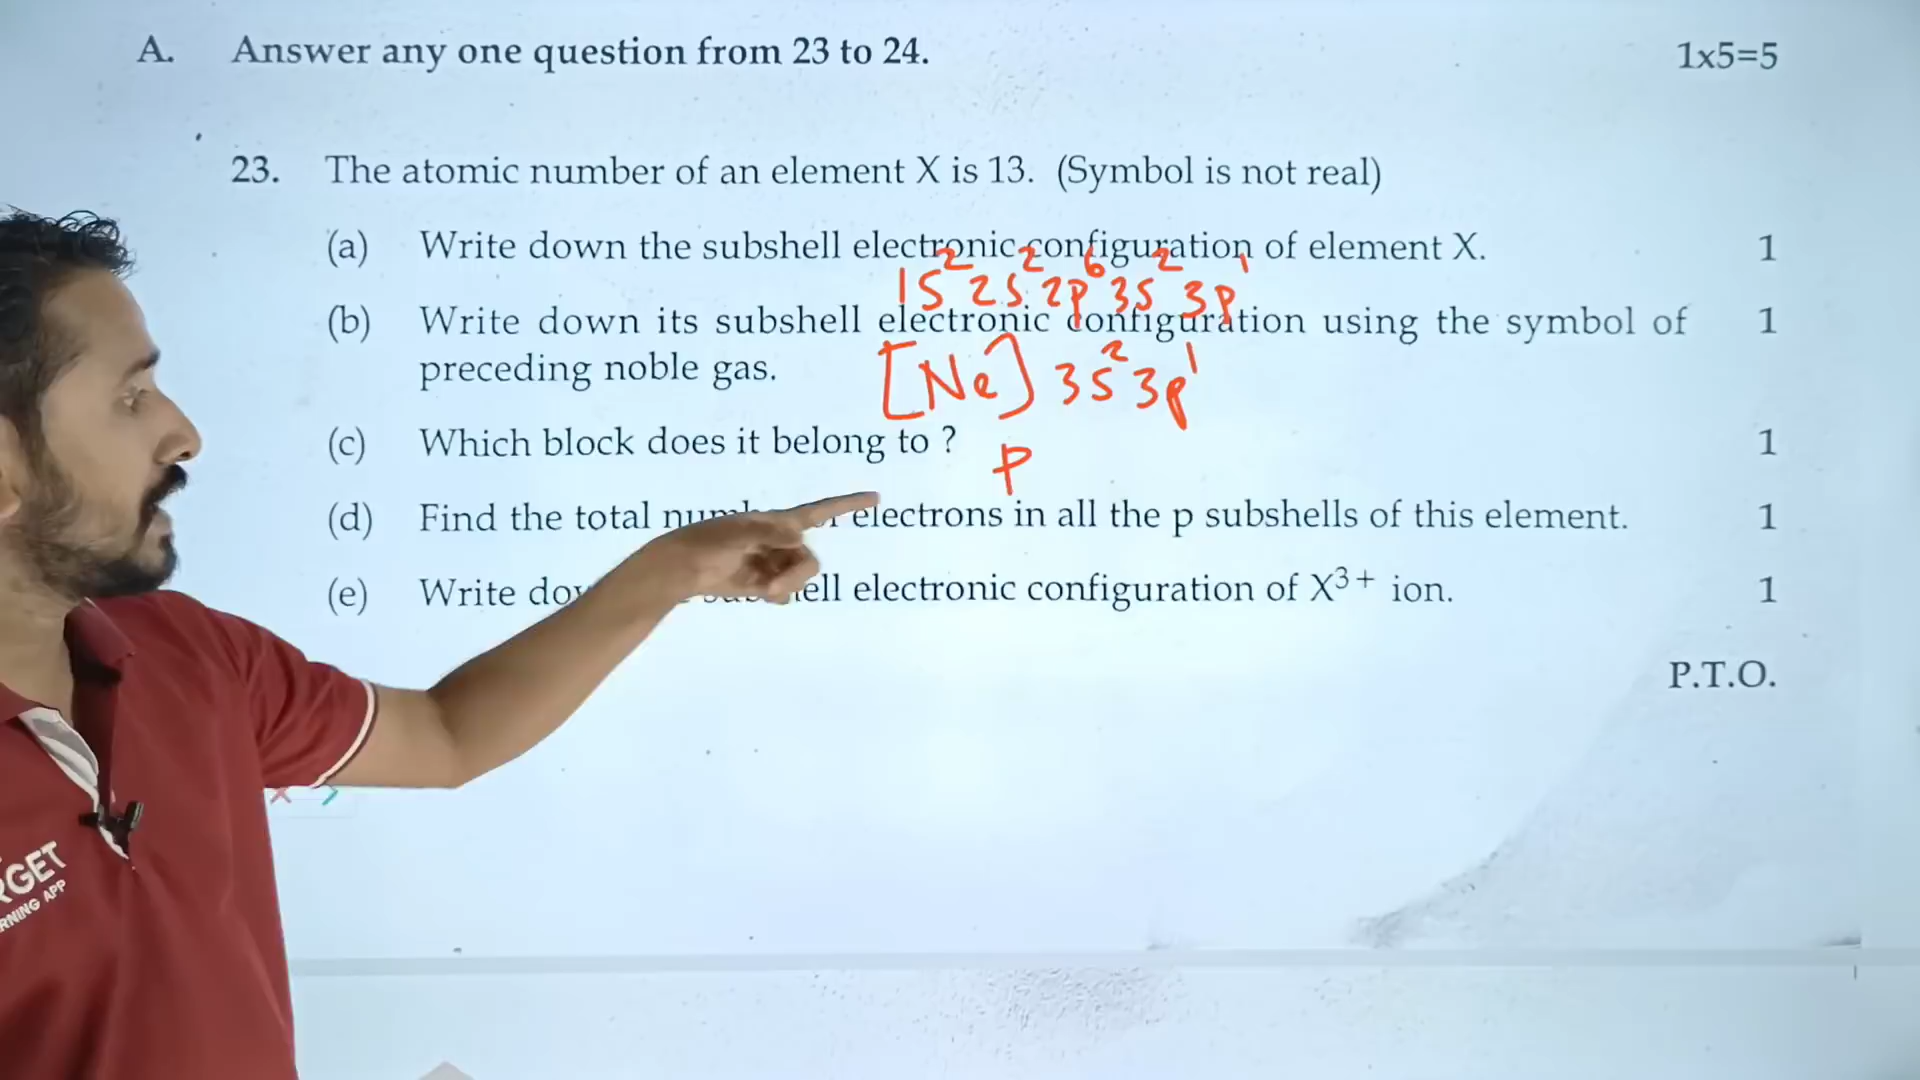 A. Answer any one question from 23 to 24. 1x5=5
23. The atomic number of an element X is 13. (Symbol is not real)
(a) Write down the subshell electronic configuration of element X. 1
1s² 2s² 2p⁶ 3s² 3p¹
(b) Write down its subshell electronic configuration using the symbol of 1
preceding noble gas. [Ne] 3s² 3p¹
(c) Which block does it belong to ? 1
p
(d) Find the total electrons in all the p subshells of this element. 1
(e) Write electronic configuration of X³⁺ ion. 1
P.T.O.
RGET
RNING APP